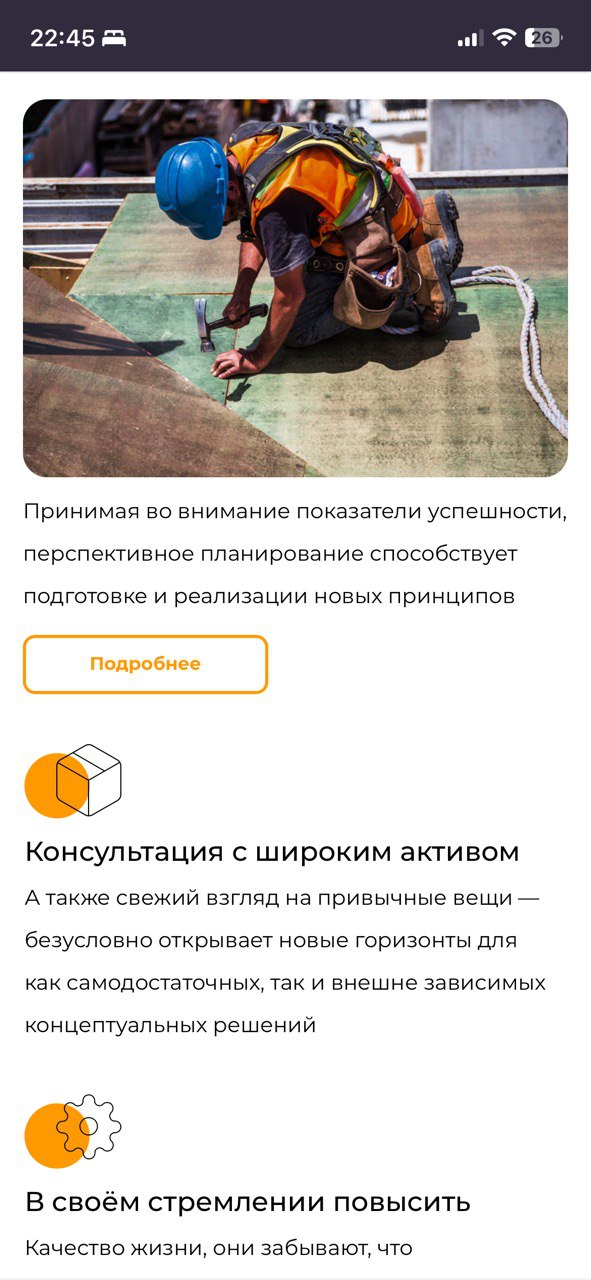 22:45
26
Принимая во внимание показатели успешности,
перспективное планирование способствует
подготовке и реализации новых принципов
Подробнее
Консультация с широким активом
А также свежий взгляд на привычные вещи —
безусловно открывает новые горизонты для
как самодостаточных, так и внешне зависимых
концептуальных решений
В своём стремлении повысить
Качество жизни, они забывают, что